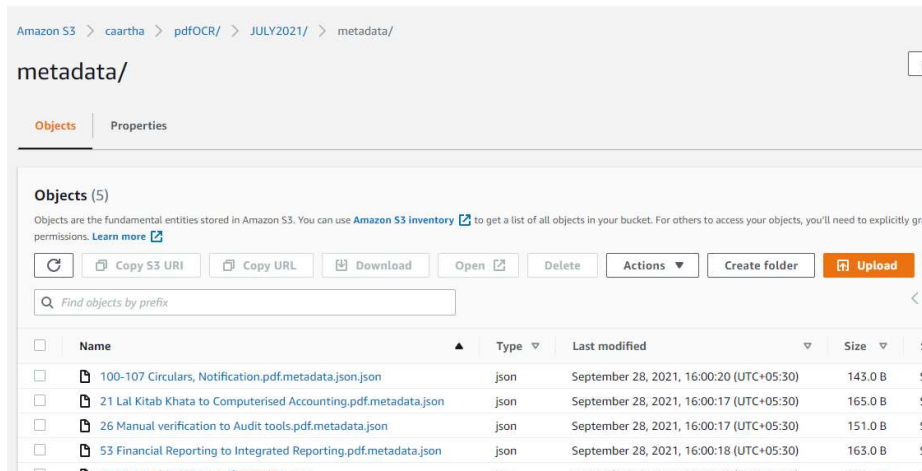 Amazon S3 > caartha > pdfOCR/ > JULY2021/ > metadata/
metadata/
Objects Properties
Objects (5)
Objects are the fundamental entities stored in Amazon S3. You can use Amazon S3 inventory to get a list of all objects in your bucket. For others to access your objects, you'll need to explicitly
permissions. Learn more
Copy S3 URI Copy URL Download Open Delete Actions Create folder Upload
Find objects by prefix
Name Type Last modified Size
100-107 Circulars, Notification.pdf.metadata.json.json json September 28, 2021, 16:00:20 (UTC+05:30) 143.0 B
21 Lal Kitab Khata to Computerised Accounting.pdf.metadata.json json September 28, 2021, 16:00:17 (UTC+05:30) 165.0 B
26 Manual verification to Audit tools.pdf.metadata.json json September 28, 2021, 16:00:17 (UTC+05:30) 151.0 B
53 Financial Reporting to Integrated Reporting.pdf.metadata.json json September 28, 2021, 16:00:18 (UTC+05:30) 163.0 B